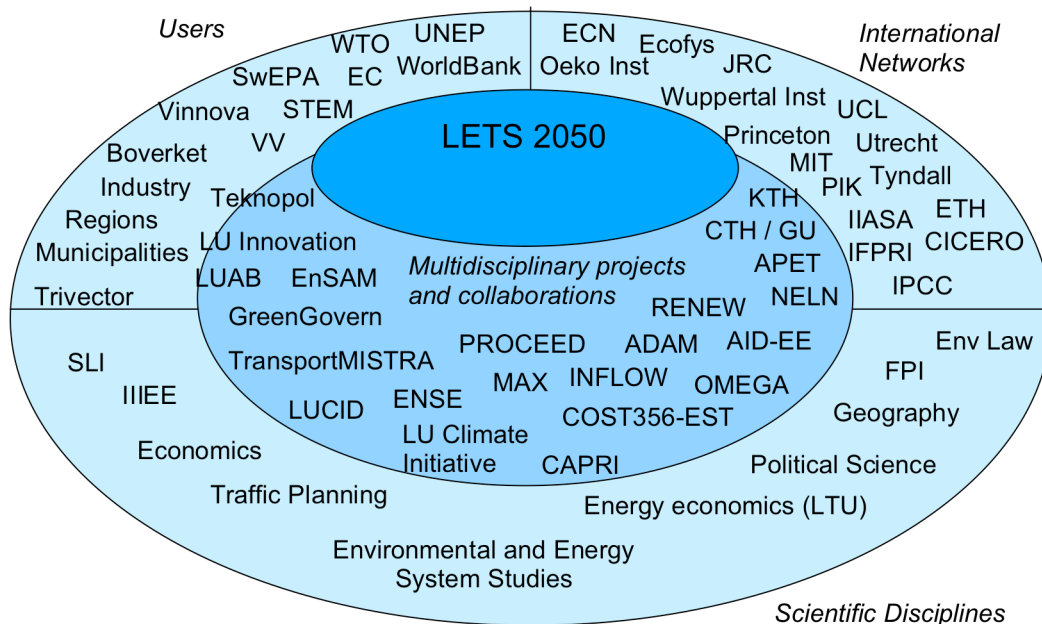 Users
International
Networks
WTO
UNEP
ECN
Ecofys
SwEPA
EC
WorldBank
Oeko Inst
JRC
Vinnova
STEM
Wuppertal Inst
UCL
VV
LETS 2050
Princeton
Utrecht
Boverket
MIT
Tyndall
Industry
Teknopol
KTH
PIK
Regions
IIASA
ETH
Municipalities
LU Innovation
CTH / GU
IFPRI
CICERO
LUAB
EnSAM
Multidisciplinary projects
and collaborations
APET
IPCC
Trivector
GreenGovern
RENEW
NELN
SLI
TransportMISTRA
PROCEED
ADAM
AID-EE
Env Law
IIIEE
MAX
INFLOW
OMEGA
FPI
LUCID
ENSE
COST356-EST
Geography
Economics
LU Climate
Initiative
CAPRI
Political Science
Traffic Planning
Energy economics (LTU)
Environmental and Energy
System Studies
Scientific Disciplines